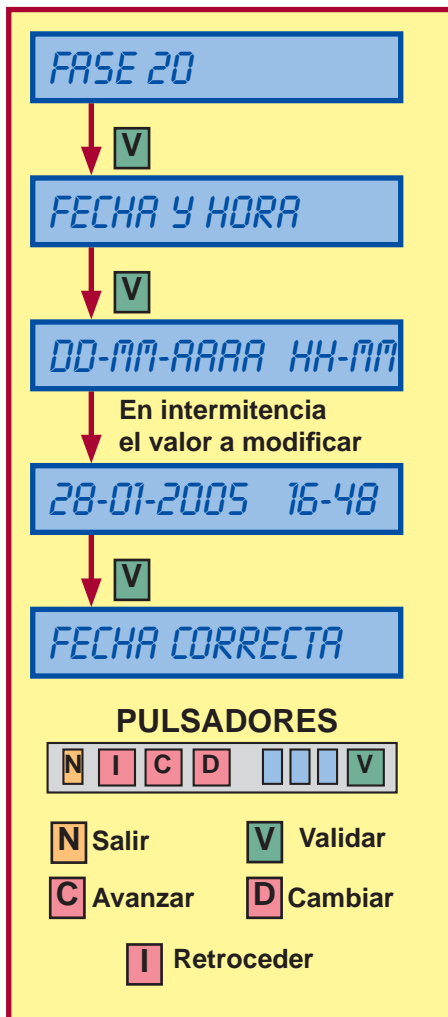 FASE 20
V
FECHA Y HORA
V
DD-MM-AAAA HH-MM
En intermitencia
el valor a modificar
28-01-2005 16-48
V
FECHA CORRECTA
PULSADORES
N I C D V
N Salir V Validar
C Avanzar D Cambiar
I Retroceder